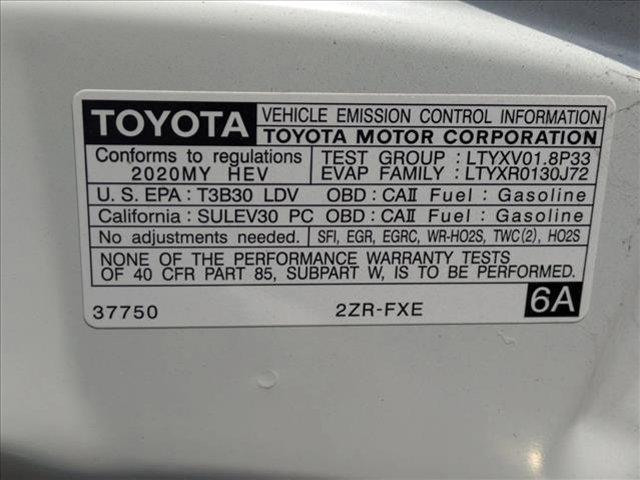 TOYOTA VEHICLE EMISSION CONTROL INFORMATION
TOYOTA MOTOR CORPORATION
Conforms to regulations TEST GROUP : LTYXV01.8P33
2020MY HEV EVAP FAMILY : LTYXR0130J72
U.S. EPA : T3B30 LDV OBD : CAⅡ Fuel : Gasoline
California : SULEV30 PC OBD : CAⅡ Fuel : Gasoline
No adjustments needed. SFI, EGR, EGRC, WR-HO2S, TWC(2), HO2S
NONE OF THE PERFORMANCE WARRANTY TESTS
OF 40 CFR PART 85, SUBPART W, IS TO BE PERFORMED.
37750 2ZR-FXE 6A